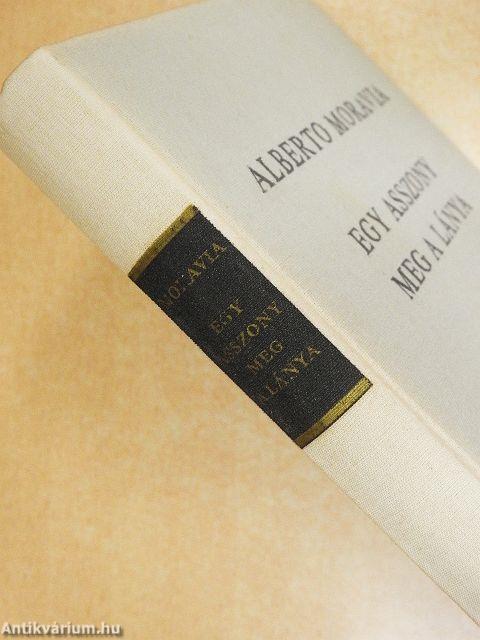 ALBERTO MORAVIA
EGY ASSZONY
MEG A LÁNYA
MORAVIA
EGY
ASSZONY
MEG
A LÁNYA
Antikvárium.hu